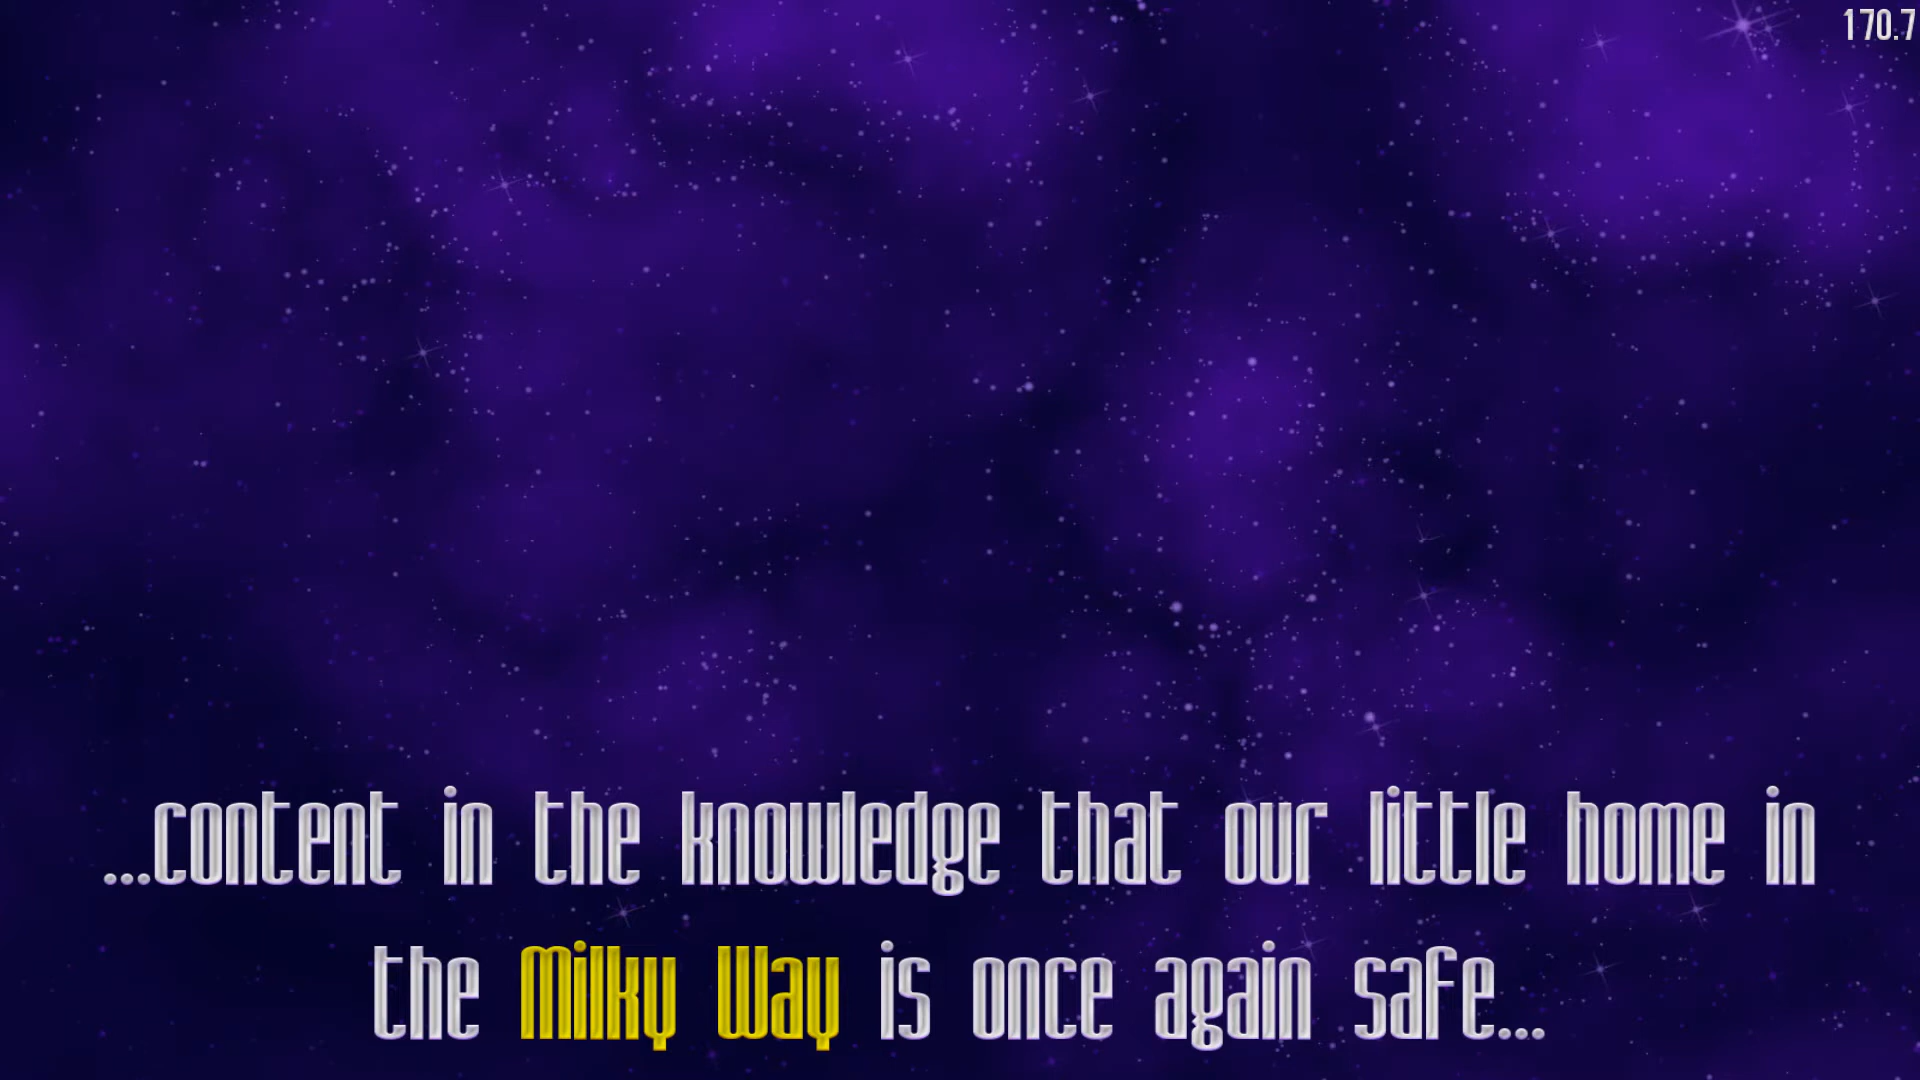 170.7
...content in the knowledge that our little home in
the Milky Way is once again safe...